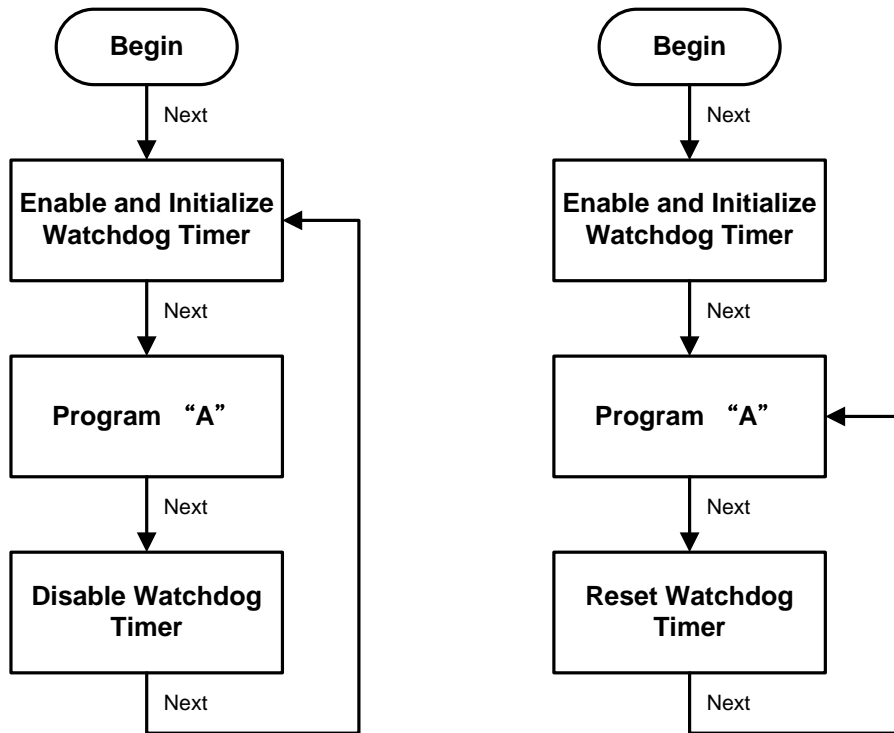 Begin
Next
Enable and Initialize
Watchdog Timer
Next
Program “A”
Next
Disable Watchdog
Timer
Next
Begin
Next
Enable and Initialize
Watchdog Timer
Next
Program “A”
Next
Reset Watchdog
Timer
Next